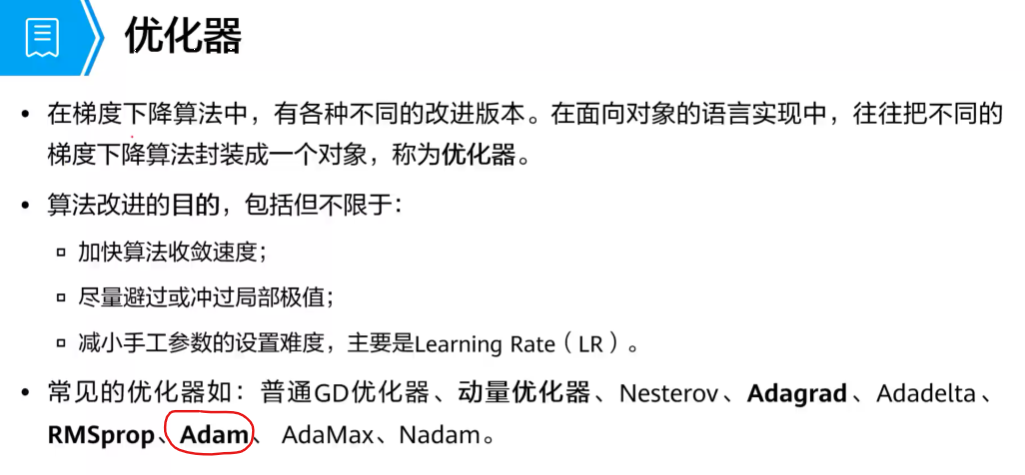 优化器
• 在梯度下降算法中，有各种不同的改进版本。在面向对象的语言实现中，往往把不同的
梯度下降算法封装成一个对象，称为优化器。
• 算法改进的目的，包括但不限于：
▫ 加快算法收敛速度；
▫ 尽量避过或冲过局部极值；
▫ 减小手工参数的设置难度，主要是Learning Rate（LR）。
• 常见的优化器如：普通GD优化器、动量优化器、Nesterov、Adagrad、Adadelta、
RMSprop、Adam、 AdaMax、Nadam。